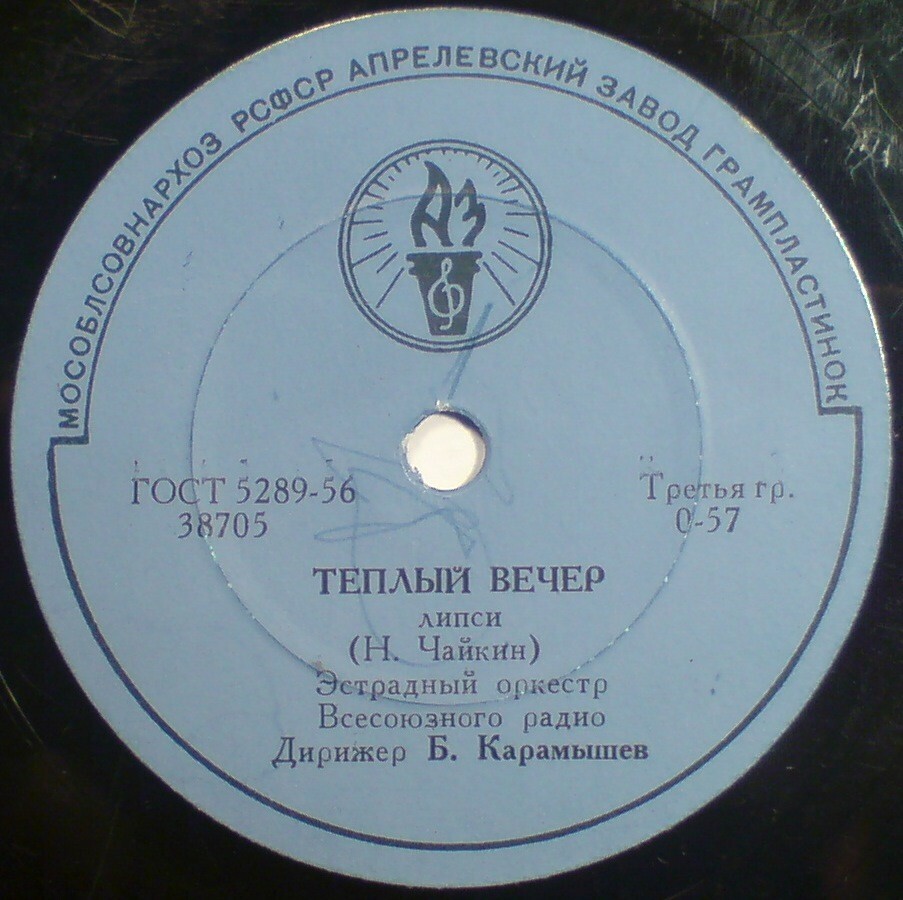 МОСОБЛСОВНАРХОЗ РСФСР АПРЕЛЕВСКИЙ ЗАВОД ГРАМПЛАСТИНОК
АЗ
ГОСТ 5289-56
38705
Третья гр.
0-57
ТЕПЛЫЙ ВЕЧЕР
липси
(Н. Чайкин)
Эстрадный оркестр
Всесоюзного радио
Дирижер Б. Карамышев